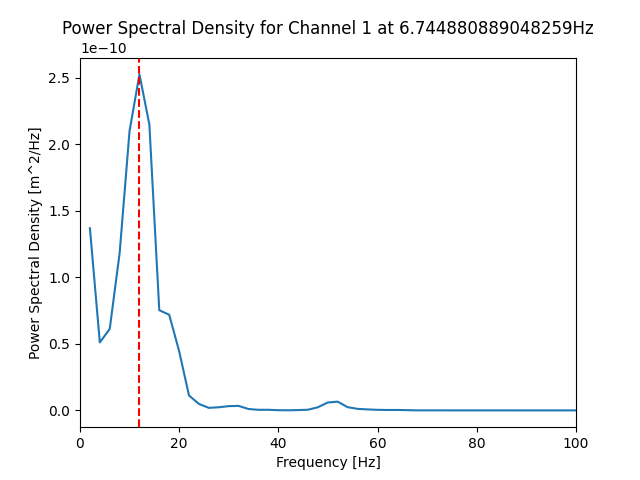 Power Spectral Density for Channel 1 at 6.744880889048259Hz
1e−10
2.5
2.0
1.5
1.0
0.5
0.0
Power Spectral Density [m^2/Hz]
0 20 40 60 80 100
Frequency [Hz]